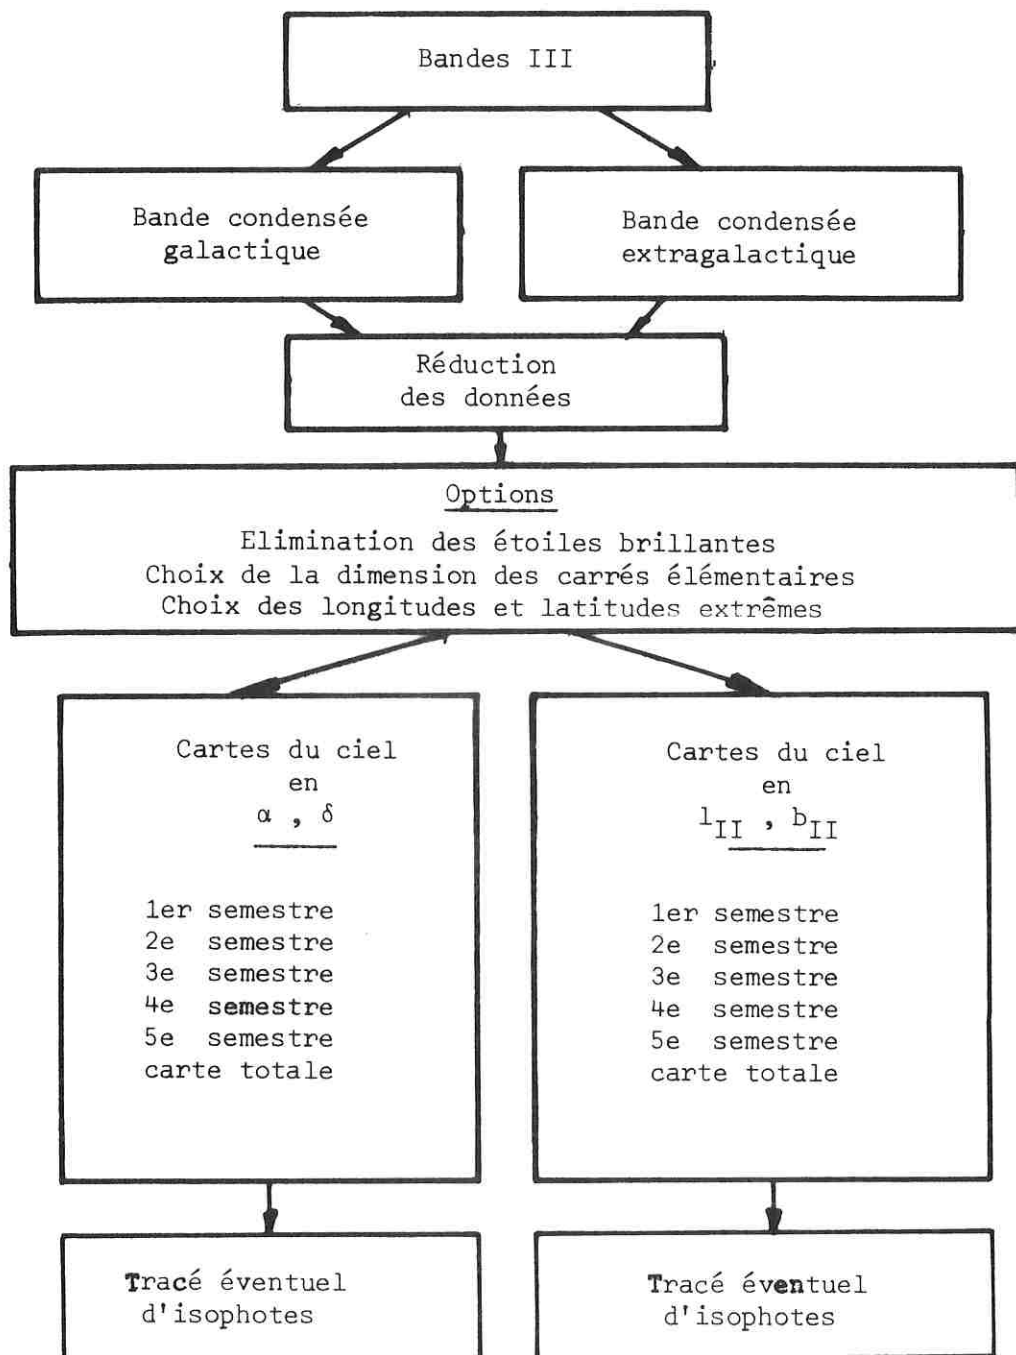 Bandes III
Bande condensée
galactique
Bande condensée
extragalactique
Réduction
des données
Options
Elimination des étoiles brillantes
Choix de la dimension des carrés élémentaires
Choix des longitudes et latitudes extrêmes
Cartes du ciel
en
α , δ
1er semestre
2e semestre
3e semestre
4e semestre
5e semestre
carte totale
Cartes du ciel
en
lII , bII
1er semestre
2e semestre
3e semestre
4e semestre
5e semestre
carte totale
Tracé éventuel
d'isophotes
Tracé éventuel
d'isophotes